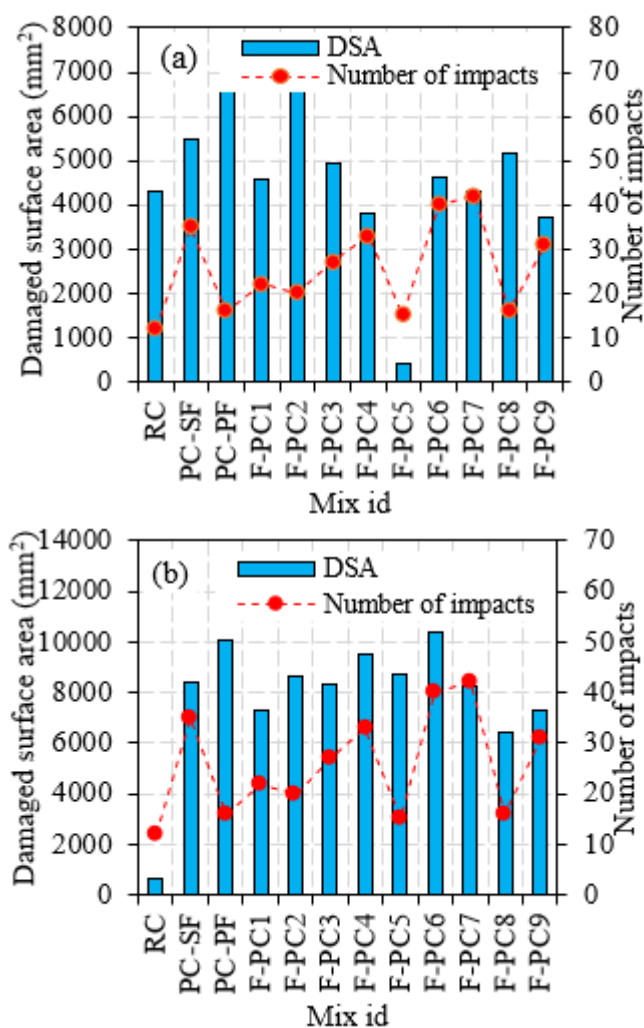 (a)
DSA
Number of impacts
Damaged surface area (mm²)
8000
7000
6000
5000
4000
3000
2000
1000
0
80
70
60
50
40
30
20
10
0
Number of impacts
RC
PC-SF
PC-PF
F-PC1
F-PC2
F-PC3
F-PC4
F-PC5
F-PC6
F-PC7
F-PC8
F-PC9
Mix id
(b)
DSA
Number of impacts
Damaged surface area (mm²)
14000
12000
10000
8000
6000
4000
2000
0
70
60
50
40
30
20
10
0
Number of impacts
RC
PC-SF
PC-PF
F-PC1
F-PC2
F-PC3
F-PC4
F-PC5
F-PC6
F-PC7
F-PC8
F-PC9
Mix id